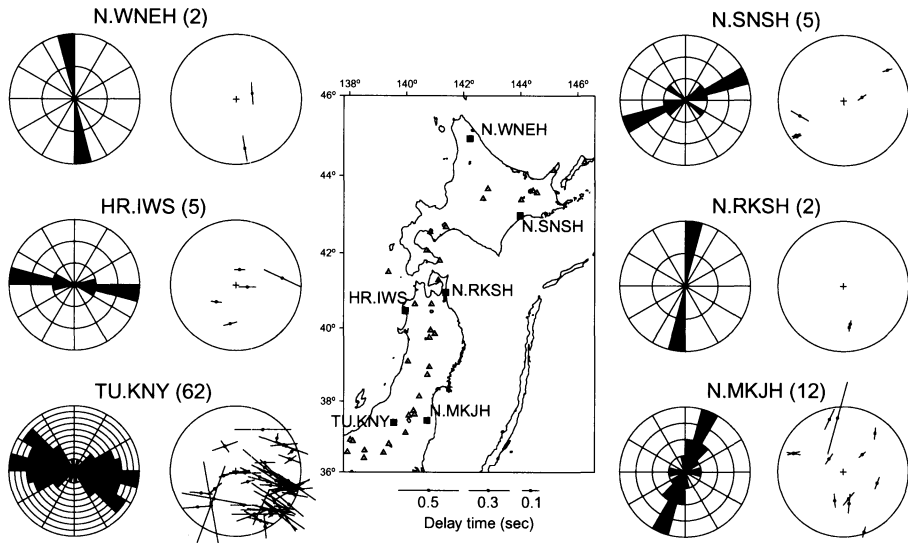 N.WNEH (2)
HR.IWS (5)
TU.KNY (62)
138° 140° 142° 144° 146°
46°
44°
42°
40°
38°
36°
N.WNEH
N.SNSH
N.RKSH
HR.IWS
TU.KNY
N.MKJH
0.5 0.3 0.1
Delay time (sec)
N.SNSH (5)
N.RKSH (2)
N.MKJH (12)